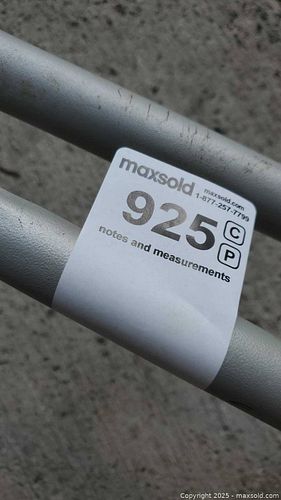 maxsold
maxsold.com
1-877-257-7799
925
C
P
notes and measurements
Copyright © 2025 - maxsold.com